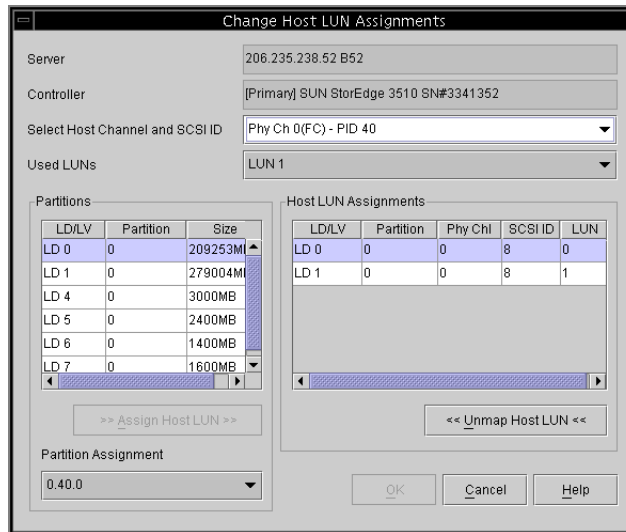 Change Host LUN Assignments
Server
206.235.238.52 B52
Controller
[Primary] SUN StorEdge 3510 SN#3341352
Select Host Channel and SCSI ID
Phy Ch 0(FC) - PID 40
Used LUNs
LUN 1
Partitions
LD/LV Partition Size
LD 0 0 209253M
LD 1 0 279004M
LD 4 0 3000MB
LD 5 0 2400MB
LD 6 0 1400MB
LD 7 0 1600MB
>> Assign Host LUN >>
Partition Assignment
0.40.0
Host LUN Assignments
LD/LV Partition Phy Chl SCSI ID LUN
LD 0 0 0 8 0
LD 1 0 0 8 1
<< Unmap Host LUN <<
OK Cancel Help